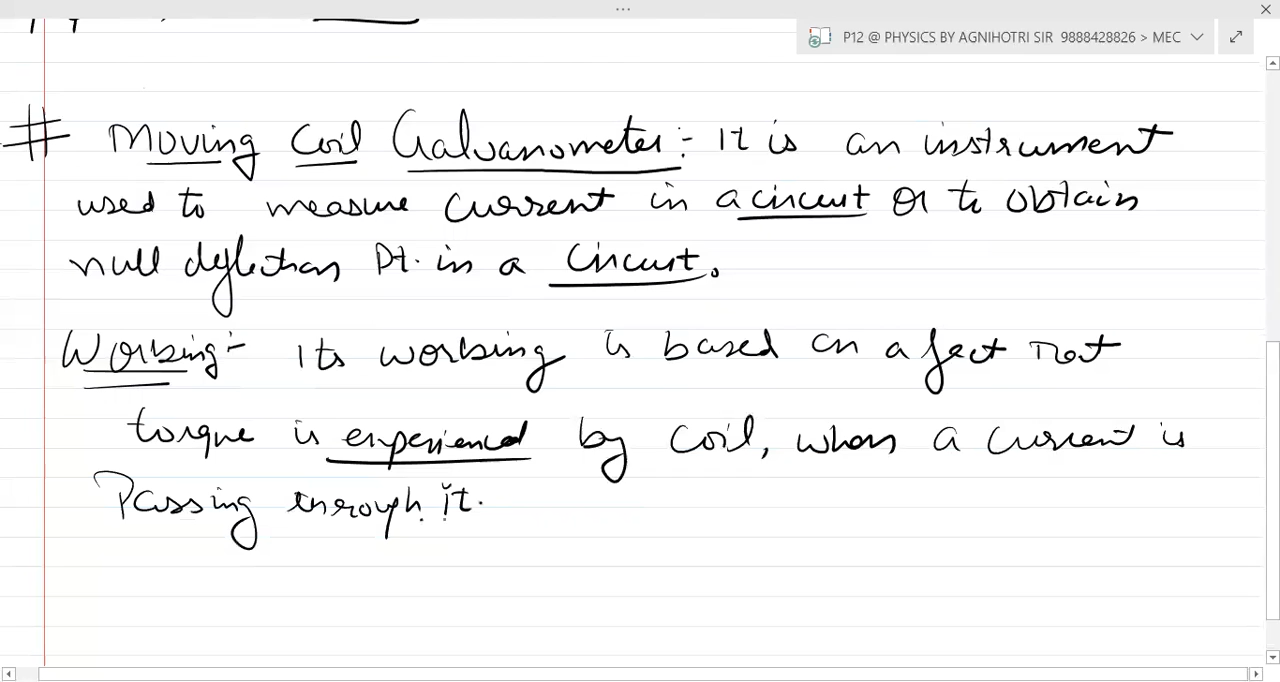 P12 @ PHYSICS BY AGNIHOTRI SIR 9888428826 > MEC
# Moving Coil Galvanometer :- It is an instrument
used to measure current in a circuit or to obtain
null deflection Pt. in a circuit.
Working :- Its working is based on a fact that
torque is experienced by coil, when a current is
Passing through it.